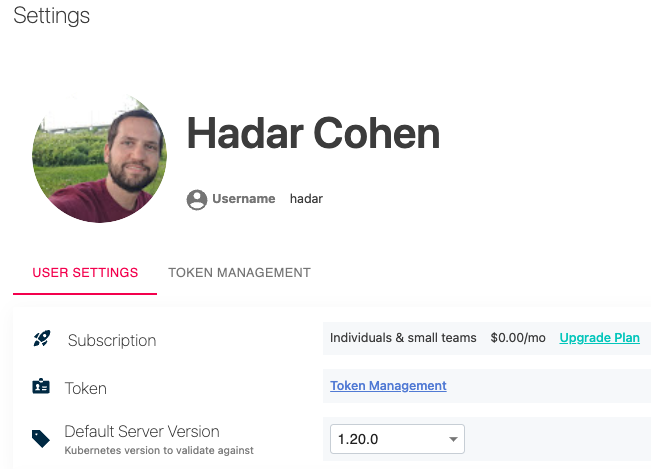 Settings
Hadar Cohen
Username hadar
USER SETTINGS TOKEN MANAGEMENT
Subscription Individuals & small teams $0.00/mo Upgrade Plan
Token Token Management
Default Server Version
Kubernetes version to validate against
1.20.0